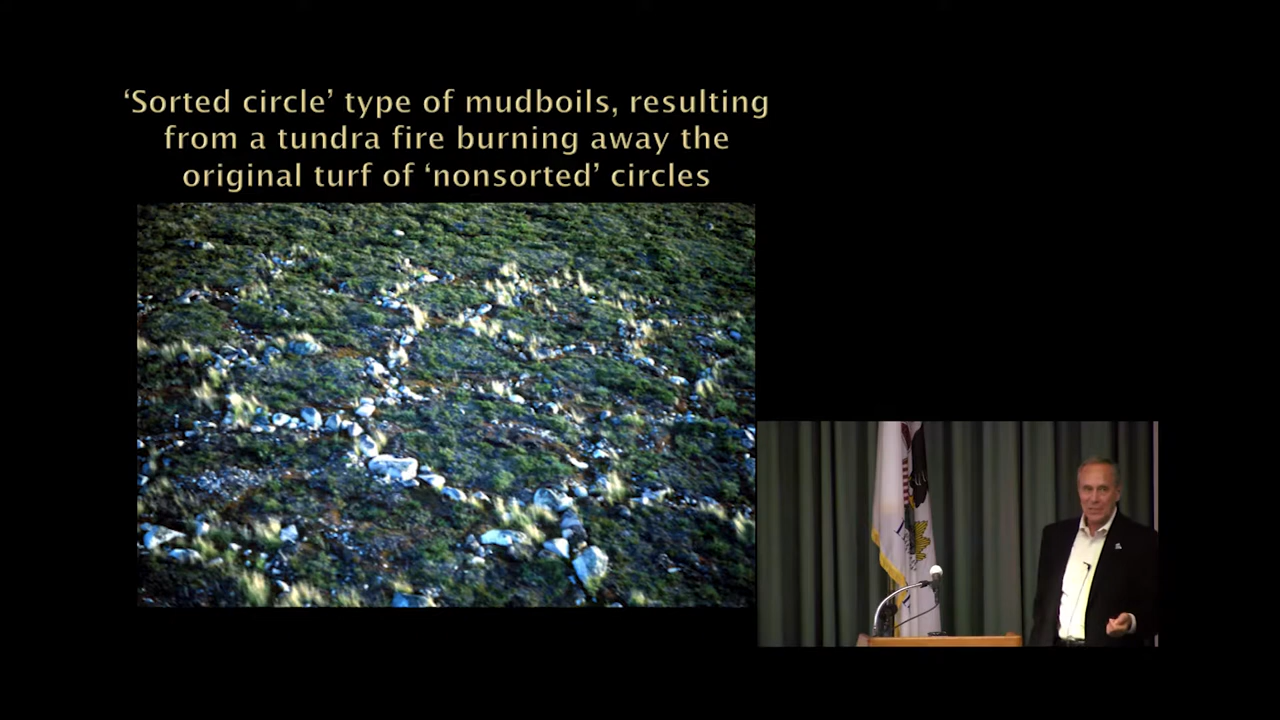 ‘Sorted circle’ type of mudboils, resulting
from a tundra fire burning away the
original turf of ‘nonsorted’ circles